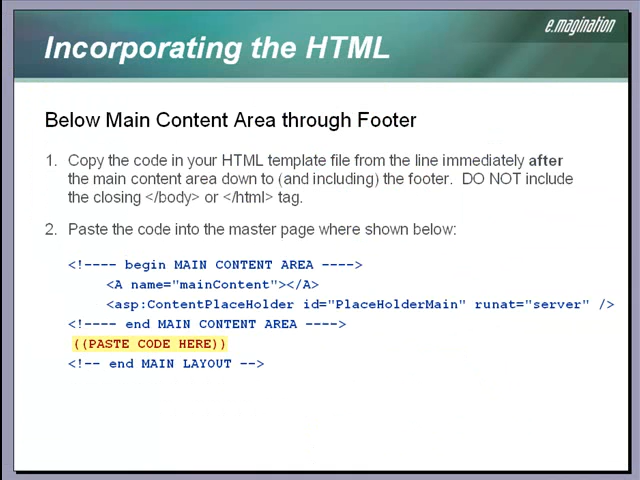 e.magination
Incorporating the HTML
Below Main Content Area through Footer
1. Copy the code in your HTML template file from the line immediately after
the main content area down to (and including) the footer. DO NOT include
the closing </body> or </html> tag.
2. Paste the code into the master page where shown below:
<!---- begin MAIN CONTENT AREA ---->
<A name="mainContent"></A>
<asp:ContentPlaceHolder id="PlaceHolderMain" runat="server" />
<!---- end MAIN CONTENT AREA ---->
((PASTE CODE HERE))
<!-- end MAIN LAYOUT -->